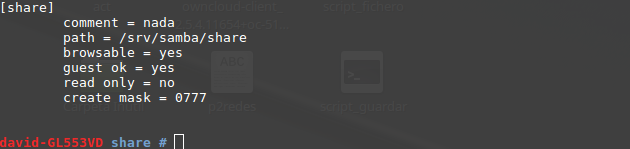 [share]
comment = nada
path = /srv/samba/share
browsable = yes
guest ok = yes
read only = no
create mask = 0777
david-GL553VD share #